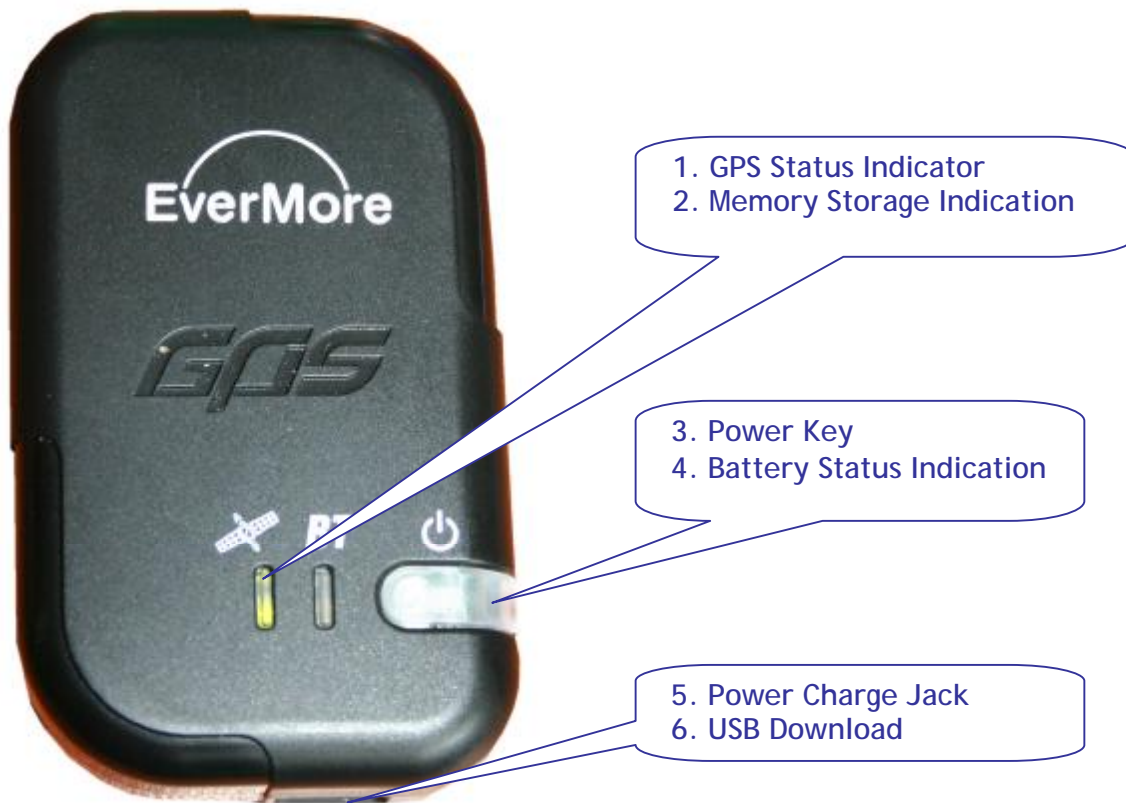 EverMore
GPS
1. GPS Status Indicator
2. Memory Storage Indication
3. Power Key
4. Battery Status Indication
5. Power Charge Jack
6. USB Download